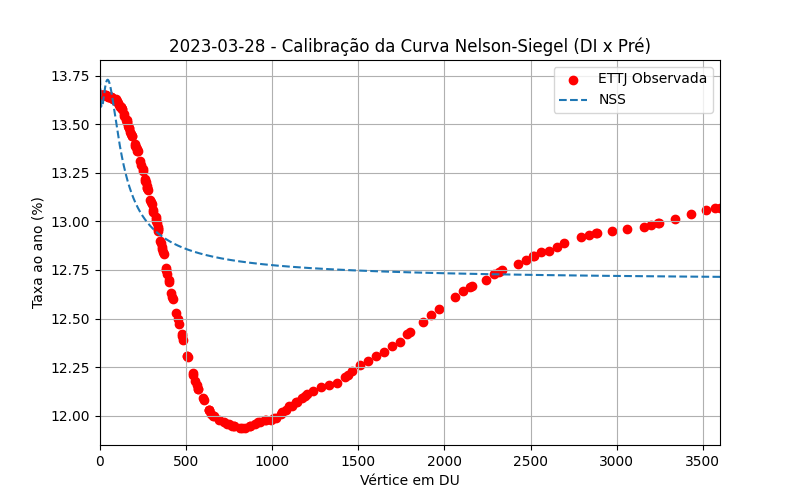 2023-03-28 - Calibração da Curva Nelson-Siegel (DI x Pré)
ETTJ Observada
NSS
Taxa ao ano (%)
13.75
13.50
13.25
13.00
12.75
12.50
12.25
12.00
0 500 1000 1500 2000 2500 3000 3500
Vértice em DU